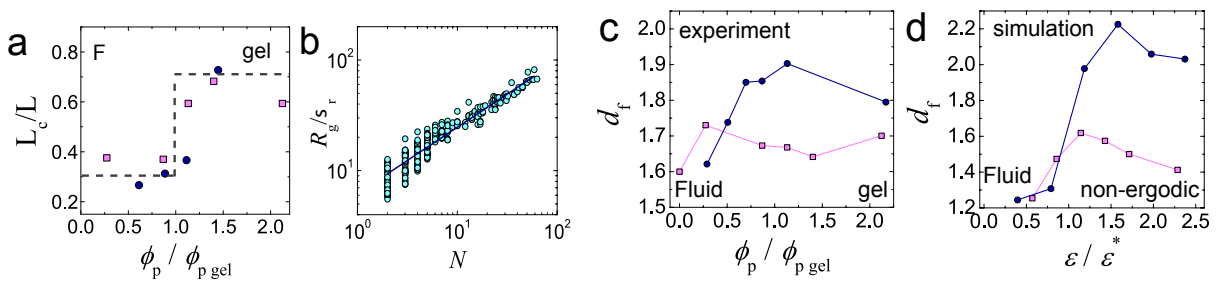 a
F
gel
L_c/L
0.8
0.6
0.4
0.2
0.0 0.5 1.0 1.5 2.0
ϕ_p / ϕ_p gel
b
R_g/s_r
10^2
10^1
10^0 10^1 10^2
N
c
experiment
d_f
2.0
1.9
1.8
1.7
1.6
1.5
Fluid
gel
0.0 0.5 1.0 1.5 2.0
ϕ_p / ϕ_p gel
d
simulation
d_f
2.2
2.0
1.8
1.6
1.4
1.2
Fluid
non-ergodic
0.0 0.5 1.0 1.5 2.0 2.5
ε / ε*